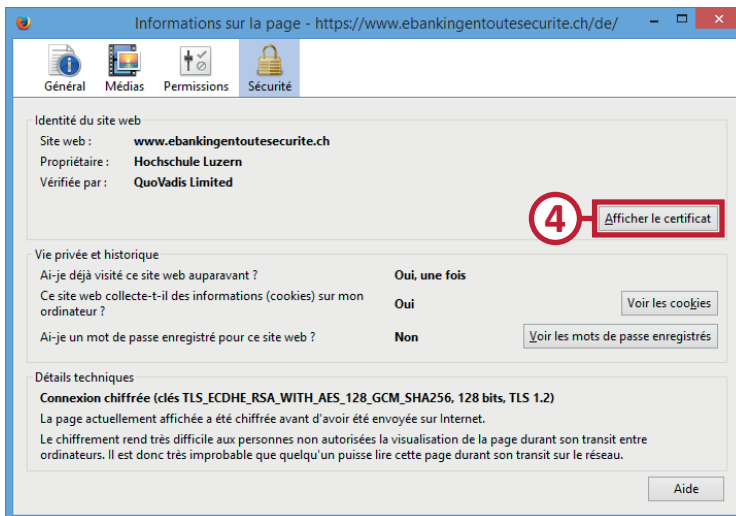 Informations sur la page - https://www.ebankingentoutesecurite.ch/de/
Général Médias Permissions Sécurité
Identité du site web
Site web : www.ebankingentoutesecurite.ch
Propriétaire : Hochschule Luzern
Vérifiée par : QuoVadis Limited
4 Afficher le certificat
Vie privée et historique
Ai-je déjà visité ce site web auparavant ? Oui, une fois
Ce site web collecte-t-il des informations (cookies) sur mon
ordinateur ? Oui Voir les cookies
Ai-je un mot de passe enregistré pour ce site web ? Non Voir les mots de passe enregistrés
Détails techniques
Connexion chiffrée (clés TLS_ECDHE_RSA_WITH_AES_128_GCM_SHA256, 128 bits, TLS 1.2)
La page actuellement affichée a été chiffrée avant d'avoir été envoyée sur Internet.
Le chiffrement rend très difficile aux personnes non autorisées la visualisation de la page durant son transit entre
ordinateurs. Il est donc très improbable que quelqu'un puisse lire cette page durant son transit sur le réseau.
Aide